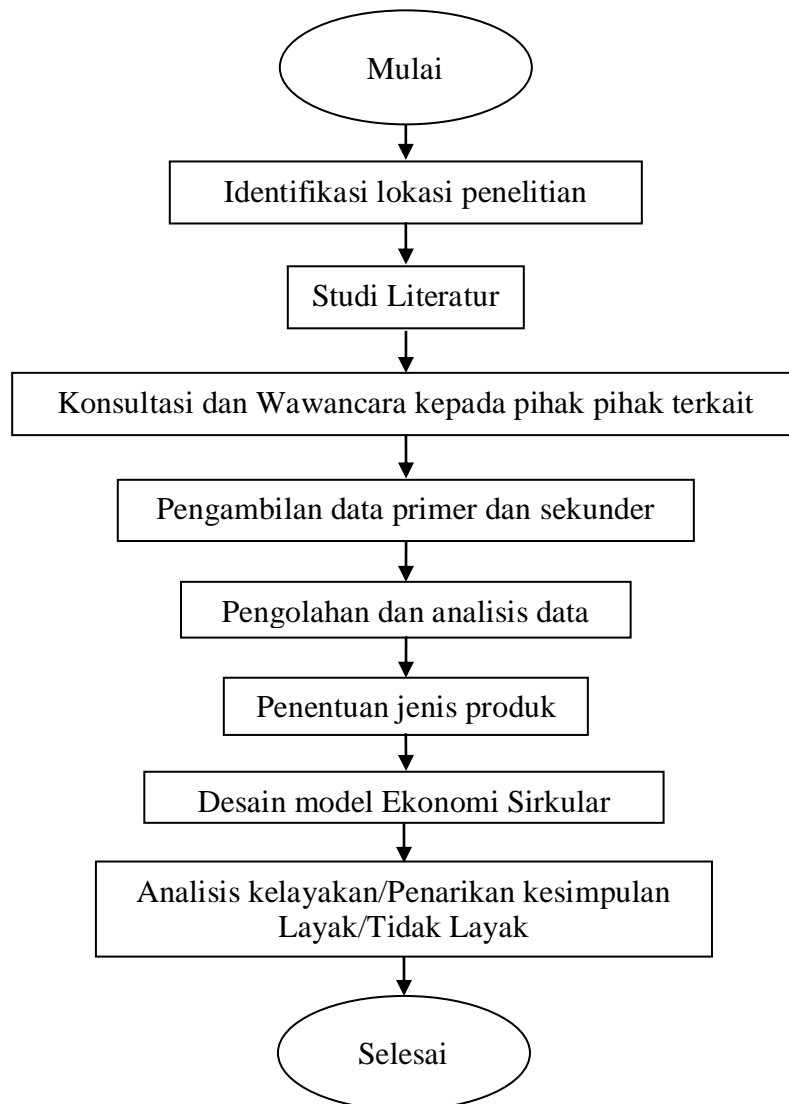 Mulai
Identifikasi lokasi penelitian
Studi Literatur
Konsultasi dan Wawancara kepada pihak pihak terkait
Pengambilan data primer dan sekunder
Pengolahan dan analisis data
Penentuan jenis produk
Desain model Ekonomi Sirkular
Analisis kelayakan/Penarikan kesimpulan
Layak/Tidak Layak
Selesai